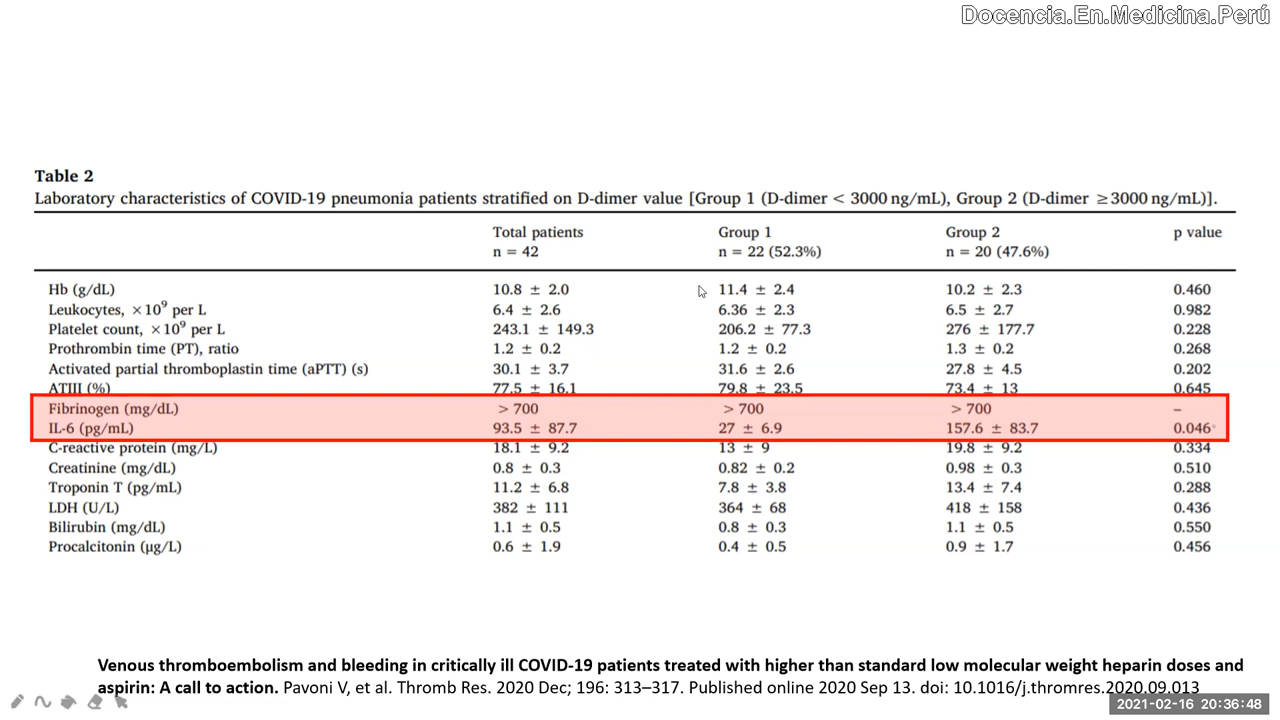 Docencia.En.Medicina.Perú
Table 2
Laboratory characteristics of COVID-19 pneumonia patients stratified on D-dimer value [Group 1 (D-dimer < 3000 ng/mL), Group 2 (D-dimer ≥3000 ng/mL)].
Total patients Group 1 Group 2 p value
n = 42 n = 22 (52.3%) n = 20 (47.6%)
Hb (g/dL) 10.8 ± 2.0 11.4 ± 2.4 10.2 ± 2.3 0.460
Leukocytes, ×10⁹ per L 6.4 ± 2.6 6.36 ± 2.3 6.5 ± 2.7 0.982
Platelet count, ×10⁹ per L 243.1 ± 149.3 206.2 ± 77.3 276 ± 177.7 0.228
Prothrombin time (PT), ratio 1.2 ± 0.2 1.2 ± 0.2 1.3 ± 0.2 0.268
Activated partial thromboplastin time (aPTT) (s) 30.1 ± 3.7 31.6 ± 2.6 27.8 ± 4.5 0.202
ATIII (%) 77.5 ± 16.1 79.8 ± 23.5 73.4 ± 13 0.645
Fibrinogen (mg/dL) > 700 > 700 > 700 –
IL-6 (pg/mL) 93.5 ± 87.7 27 ± 6.9 157.6 ± 83.7 0.046*
C-reactive protein (mg/L) 18.1 ± 9.2 13 ± 9 19.8 ± 9.2 0.334
Creatinine (mg/dL) 0.8 ± 0.3 0.82 ± 0.2 0.98 ± 0.3 0.510
Troponin T (pg/mL) 11.2 ± 6.8 7.8 ± 3.8 13.4 ± 7.4 0.288
LDH (U/L) 382 ± 111 364 ± 68 418 ± 158 0.436
Bilirubin (mg/dL) 1.1 ± 0.5 0.8 ± 0.3 1.1 ± 0.5 0.550
Procalcitonin (μg/L) 0.6 ± 1.9 0.4 ± 0.5 0.9 ± 1.7 0.456
Venous thromboembolism and bleeding in critically ill COVID-19 patients treated with higher than standard low molecular weight heparin doses and
aspirin: A call to action. Pavoni V, et al. Thromb Res. 2020 Dec; 196: 313–317. Published online 2020 Sep 13. doi: 10.1016/j.thromres.2020.09.013
2021-02-16 20:36:48